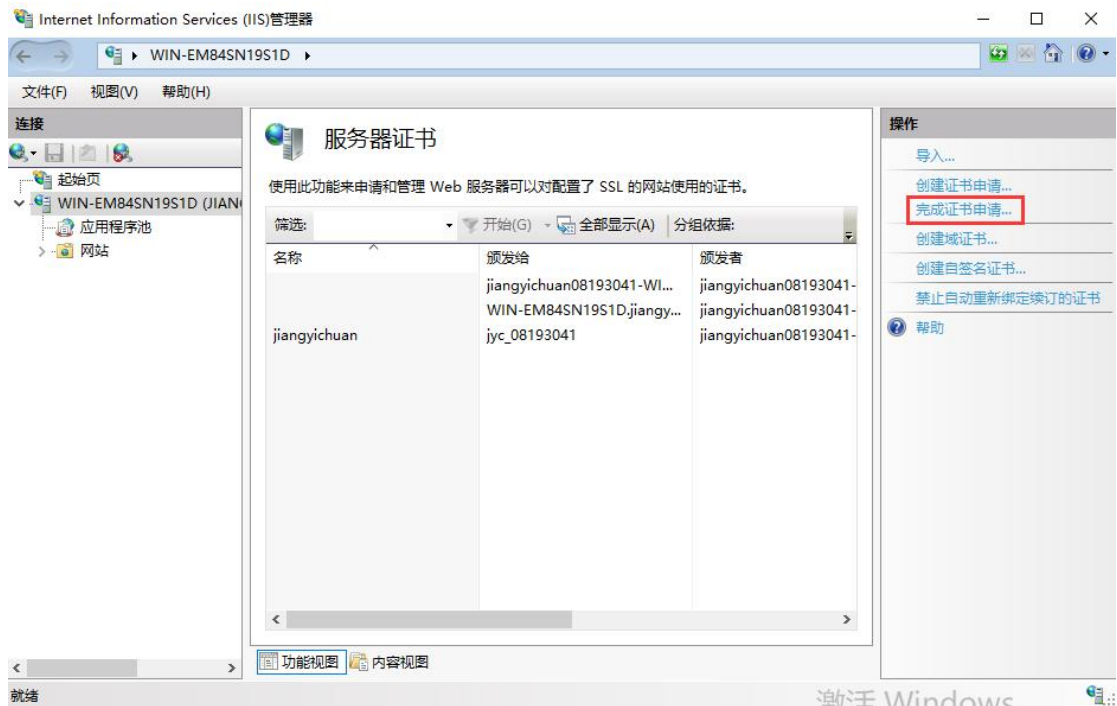 Internet Information Services (IIS)管理器
WIN-EM84SN19S1D
文件(F) 视图(V) 帮助(H)
连接
起始页
WIN-EM84SN19S1D (JIAN
应用程序池
网站
服务器证书
使用此功能来申请和管理 Web 服务器可以对配置了 SSL 的网站使用的证书。
筛选: 开始(G) 全部显示(A) 分组依据:
名称 颁发给 颁发者
jiangyichuan08193041-WI... jiangyichuan08193041-
WIN-EM84SN19S1D.jiangy... jiangyichuan08193041-
jiangyichuan jyc_08193041 jiangyichuan08193041-
功能视图 内容视图
操作
导入...
创建证书申请...
完成证书申请...
创建域证书...
创建自签名证书...
禁止自动重新绑定续订的证书
帮助
就绪
激活 Windows